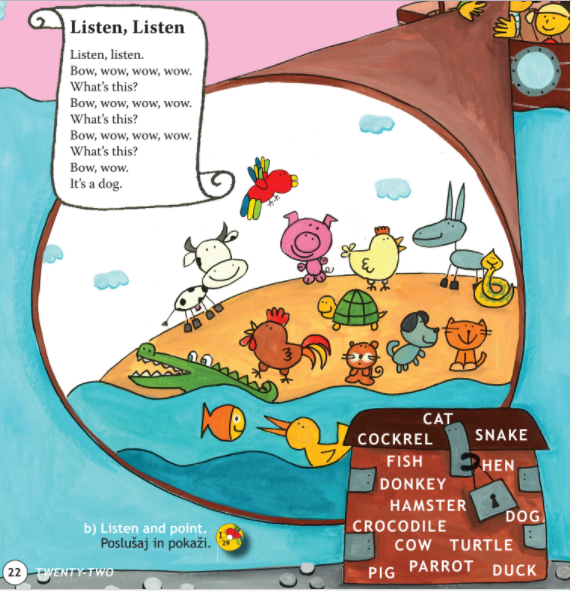 Listen, Listen
Listen, listen.
Bow, wow, wow, wow.
What's this?
Bow, wow, wow, wow.
What's this?
Bow, wow, wow, wow.
What's this?
Bow, wow.
It's a dog.
CAT
COCKREL SNAKE
FISH HEN
DONKEY
HAMSTER
DOG
CROCODILE
COW TURTLE
PIG PARROT DUCK
b) Listen and point.
Poslušaj in pokaži.
I
29
22 TWENTY-TWO